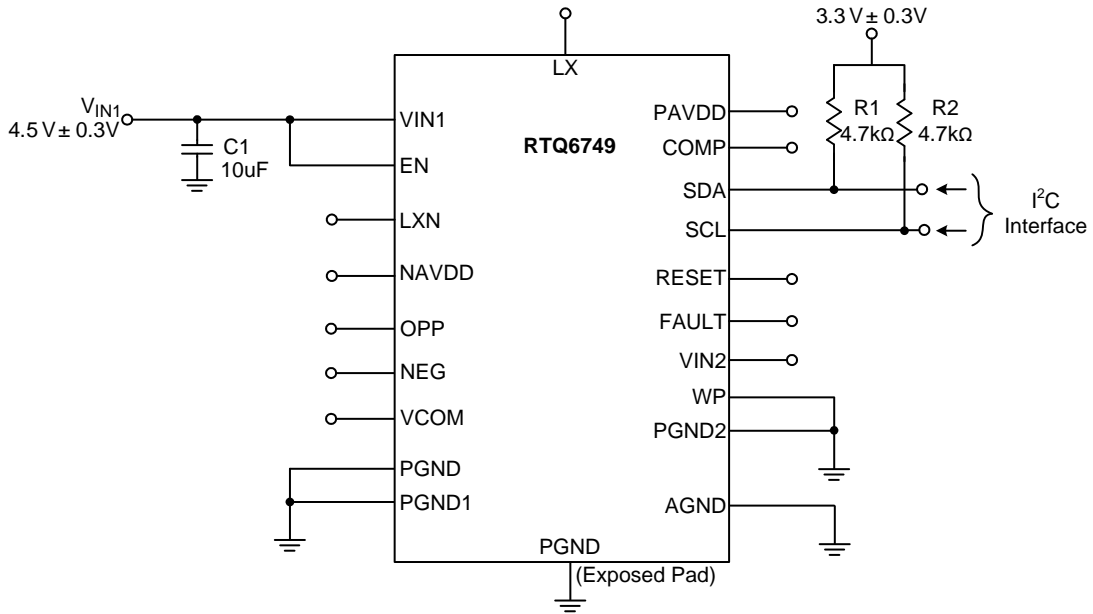 3.3 V ± 0.3V
LX
V_IN1
4.5 V ± 0.3V
C1
10uF
VIN1
EN
LXN
NAVDD
OPP
NEG
VCOM
PGND
PGND1
RTQ6749
PAVDD
COMP
SDA
SCL
RESET
FAULT
VIN2
WP
PGND2
AGND
R1
4.7kΩ
R2
4.7kΩ
I²C
Interface
PGND
(Exposed Pad)